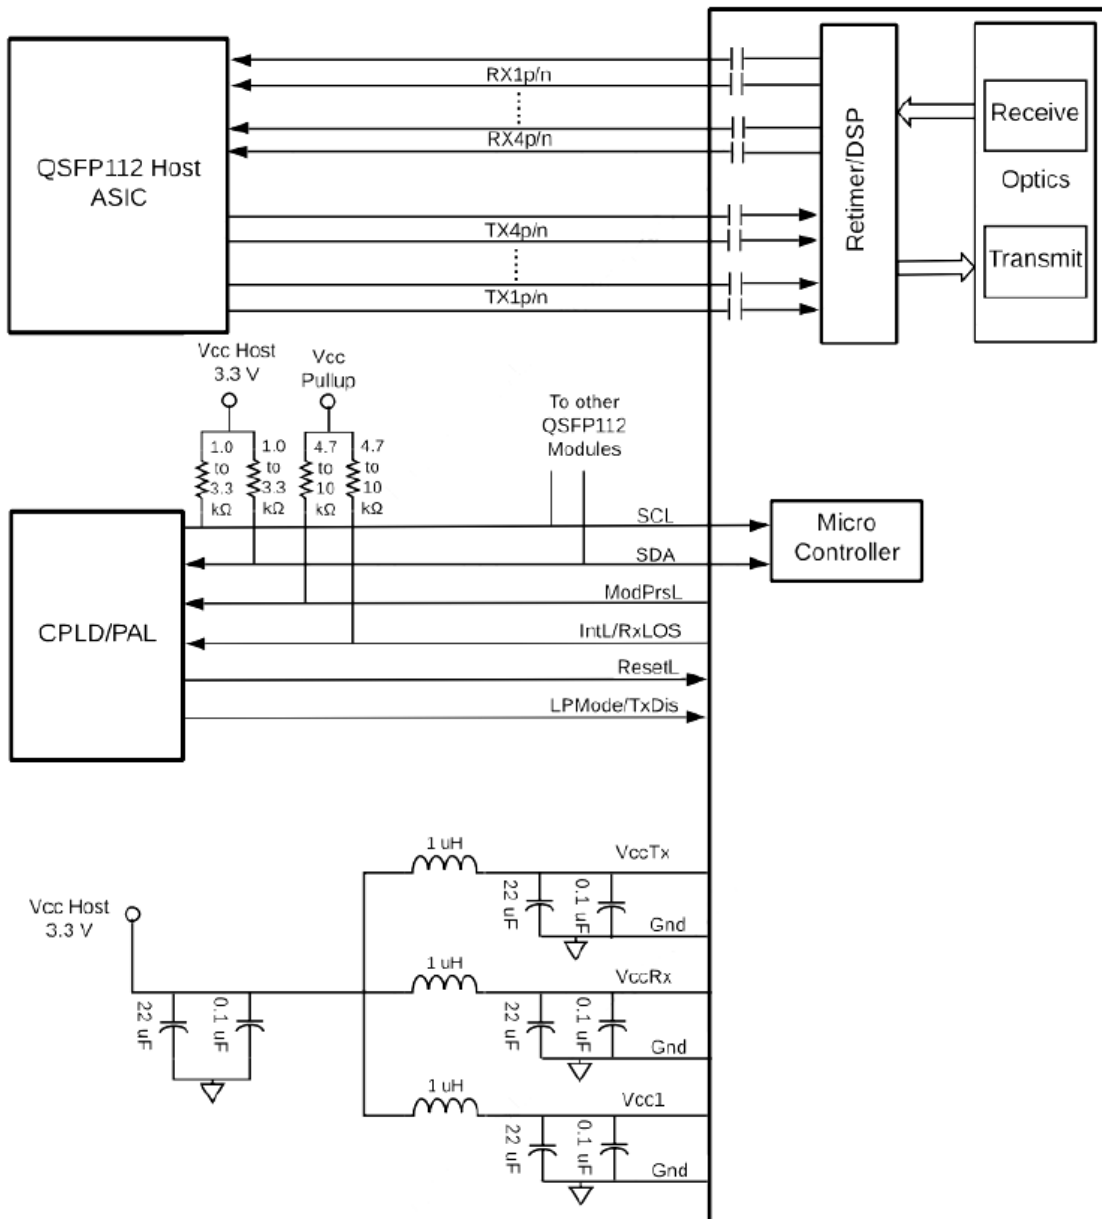 RX1p/n
RX4p/n
QSFP112 Host
ASIC
TX4p/n
TX1p/n
Retimer/DSP
Receive
Optics
Transmit
Vcc Host
3.3 V
Vcc
Pullup
1.0
to
3.3
kΩ
1.0
to
3.3
kΩ
4.7
to
10
kΩ
4.7
to
10
kΩ
To other
QSFP112
Modules
SCL
SDA
ModPrsL
IntL/RxLOS
ResetL
LPMode/TxDis
Micro
Controller
CPLD/PAL
1 uH
VccTx
22 uF
0.1 uF
Gnd
Vcc Host
3.3 V
22 uF
0.1 uF
1 uH
VccRx
22 uF
0.1 uF
Gnd
1 uH
Vcc1
22 uF
0.1 uF
Gnd